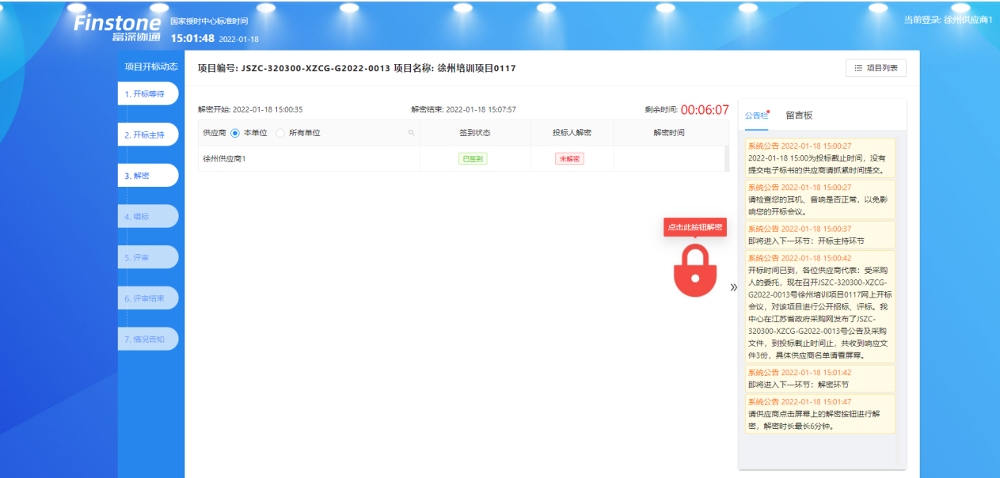 Finstone
富深协通
国家授时中心标准时间
15:01:48 2022-01-18
当前登录: 徐州供应商1
项目开标动态
1. 开标等待
2. 开标主持
3. 解密
4. 唱标
5. 评审
6. 评审结束
7. 情况告知
项目编号: JSZC-320300-XZCG-G2022-0013 项目名称: 徐州培训项目0117
项目列表
解密开始: 2022-01-18 15:00:35
解密结束: 2022-01-18 15:07:57
剩余时间: 00:06:07
供应商 本单位 所有单位
签到状态
投标人解密
解密时间
徐州供应商1
已签到
未解密
点击此按钮解密
公告栏
留言板
系统公告 2022-01-18 15:00:27
2022-01-18 15:00为投标截止时间，没有
提交电子标书的供应商请抓紧时间提交。
系统公告 2022-01-18 15:00:27
请检查您的耳机、音响是否正常，以免影
响您的开标会议。
系统公告 2022-01-18 15:00:37
即将进入下一环节：开标主持环节
系统公告 2022-01-18 15:00:42
开标时间已到，各位供应商代表：受采购
人的委托，现在召开JSZC-320300-XZCG-
G2022-0013号徐州培训项目0117网上开标
会议，对该项目进行公开招标、评标。我
中心在江苏省政府采购网发布了JSZC-
320300-XZCG-G2022-0013号公告及采购
文件，到投标截止时间止，共收到响应文
件3份，具体供应商名单请看屏幕。
系统公告 2022-01-18 15:01:42
即将进入下一环节：解密环节
系统公告 2022-01-18 15:01:47
请供应商点击屏幕上的解密按钮进行解
密，解密时长最长6分钟。